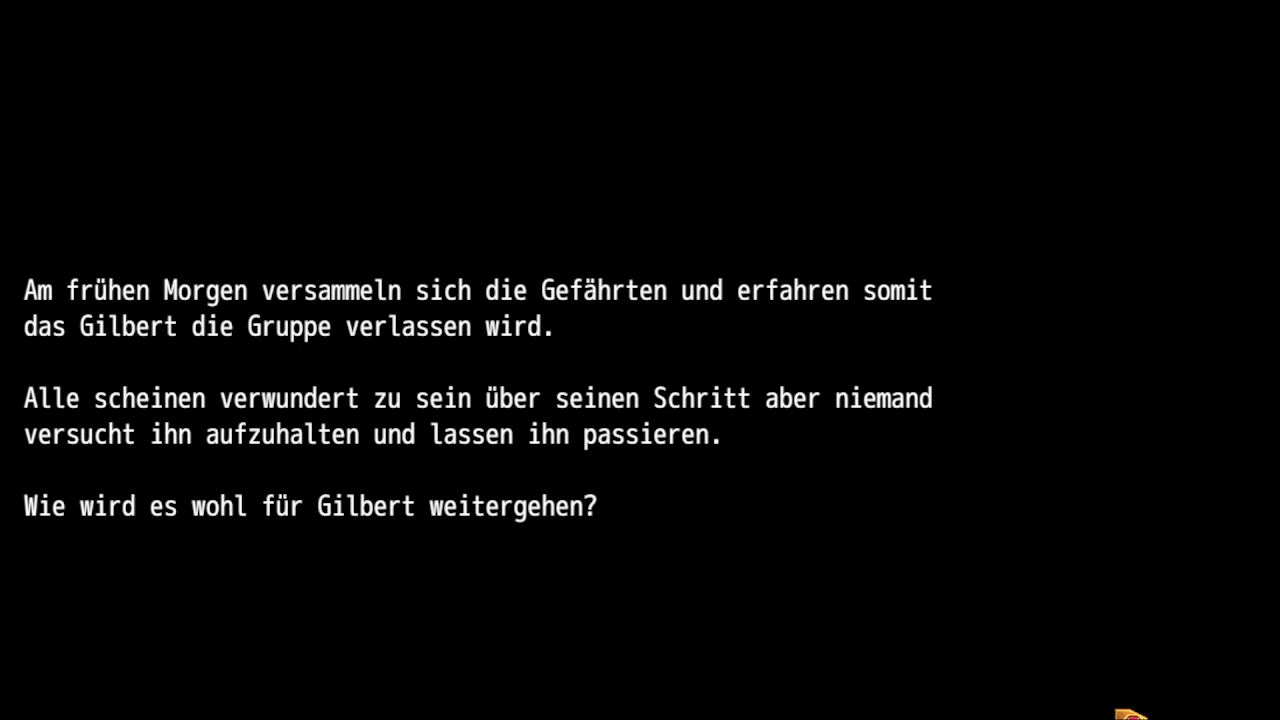 Am frühen Morgen versammeln sich die Gefährten und erfahren somit
das Gilbert die Gruppe verlassen wird.
Alle scheinen verwundert zu sein über seinen Schritt aber niemand
versucht ihn aufzuhalten und lassen ihn passieren.
Wie wird es wohl für Gilbert weitergehen?